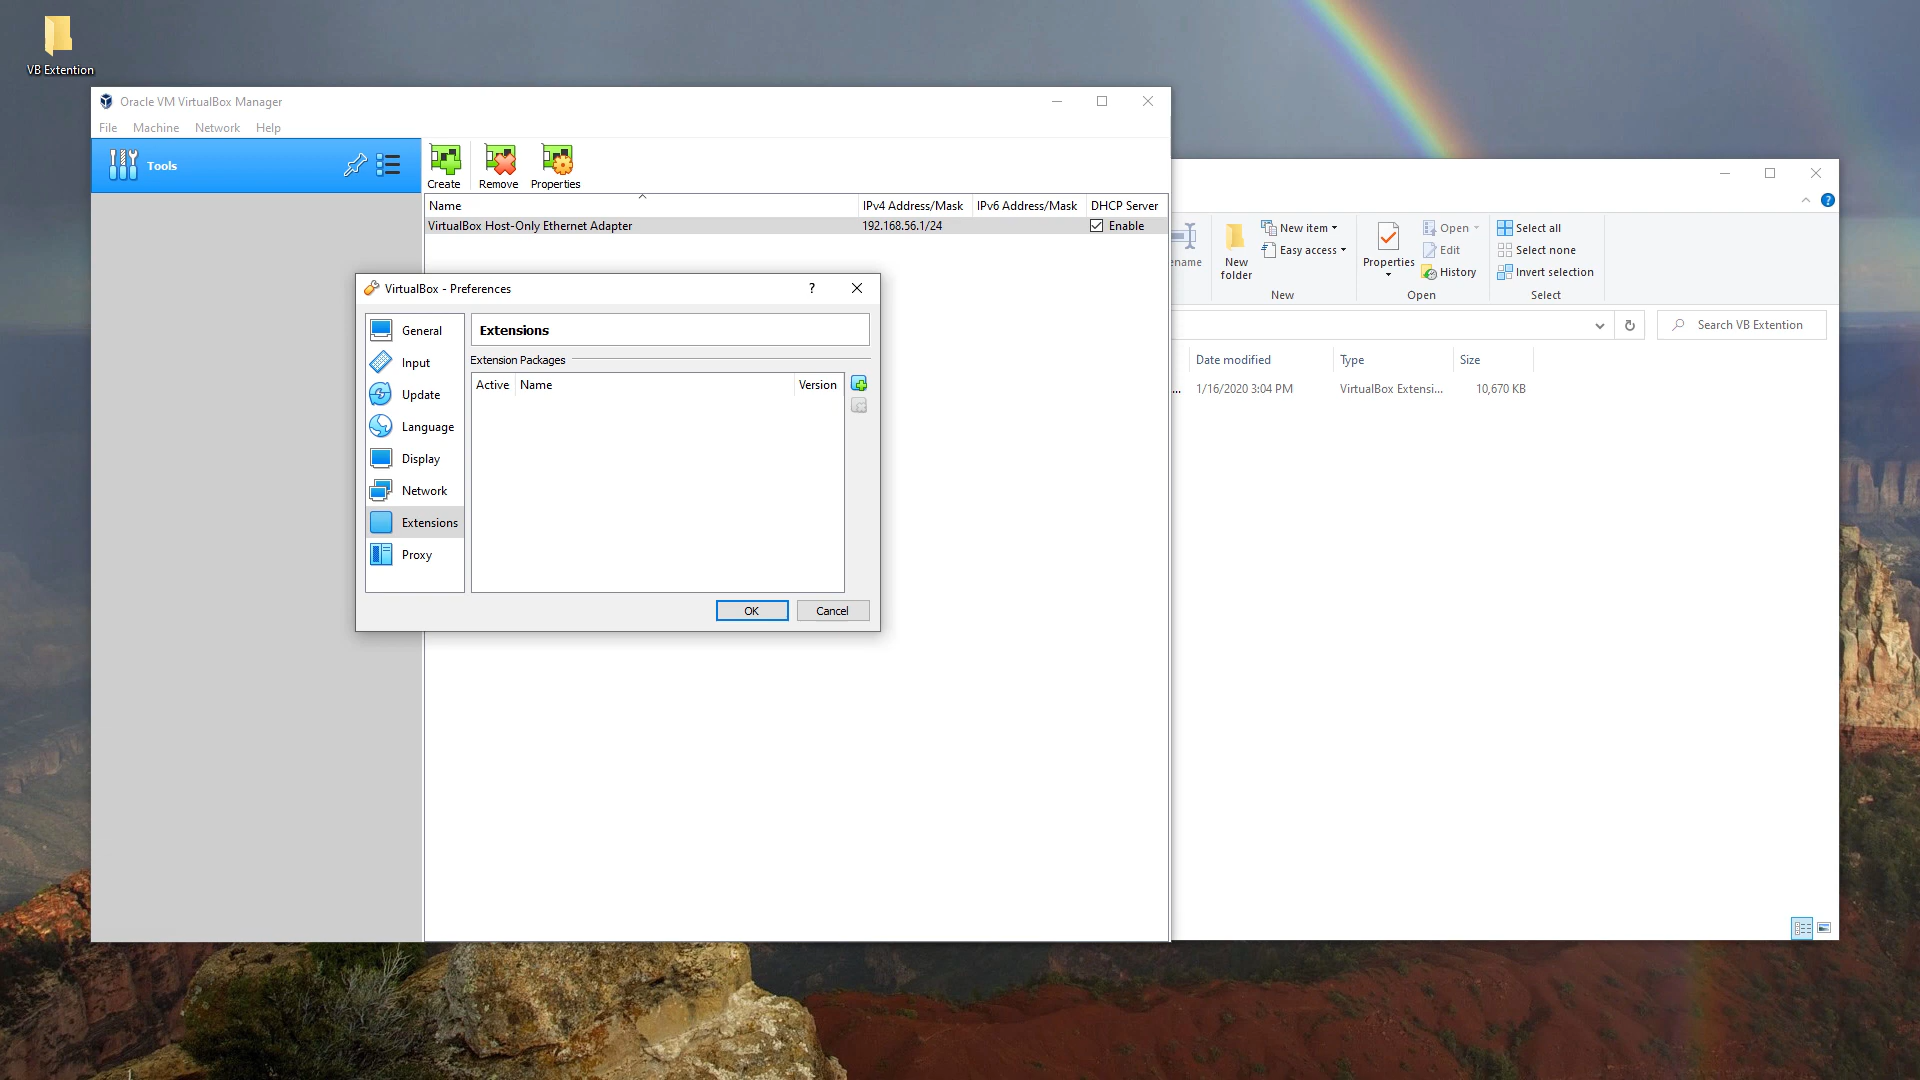 VB Extention
Oracle VM VirtualBox Manager
File Machine Network Help
Tools
Create Remove Properties
Name IPv4 Address/Mask IPv6 Address/Mask DHCP Server
VirtualBox Host-Only Ethernet Adapter 192.168.56.1/24 Enable
VirtualBox - Preferences ?
General
Input
Update
Language
Display
Network
Extensions
Proxy
Extensions
Extension Packages
Active Name Version
OK Cancel
?
ename
New folder
New item
Easy access
New
Properties
Open
Edit
History
Open
Select all
Select none
Invert selection
Select
Search VB Extention
Date modified Type Size
... 1/16/2020 3:04 PM VirtualBox Extensi... 10,670 KB